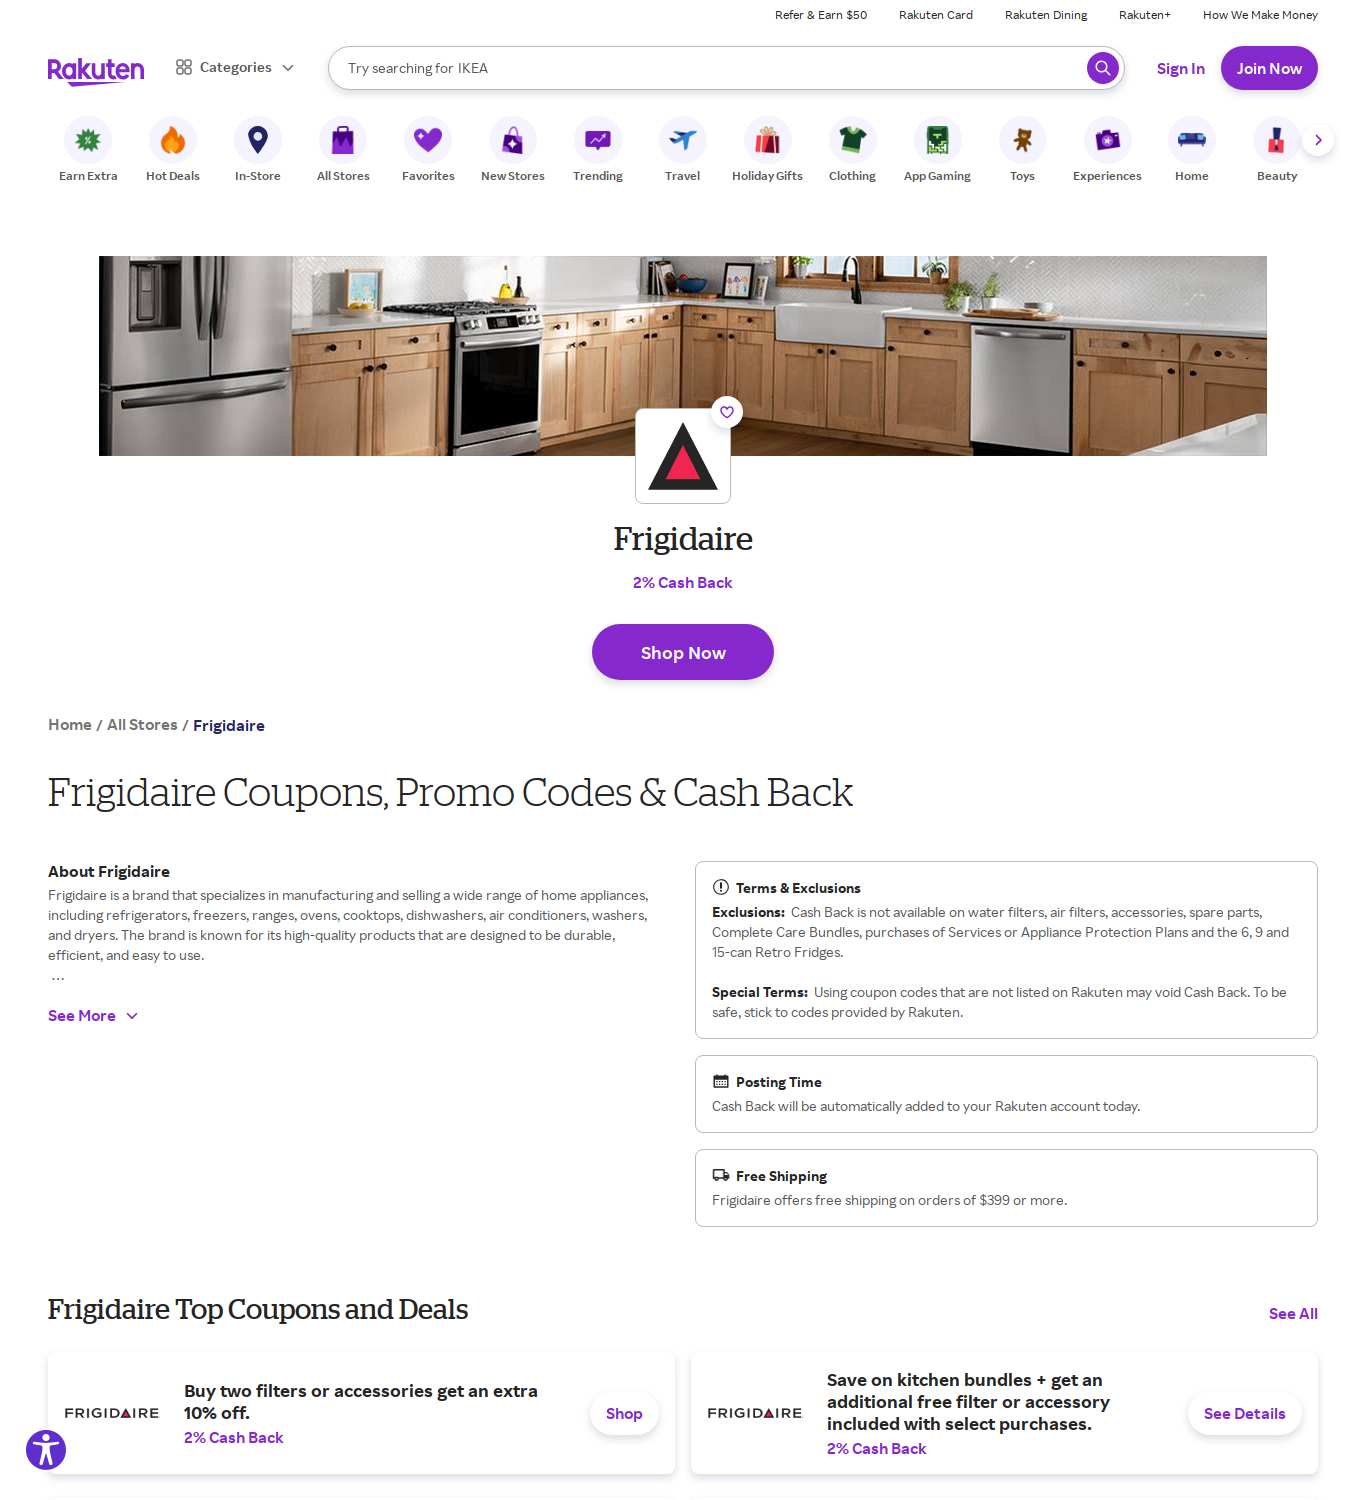 Refer & Earn $50 Rakuten Card Rakuten Dining Rakuten+ How We Make Money
Rakuten Categories Try searching for IKEA Sign In Join Now
Earn Extra Hot Deals In-Store All Stores Favorites New Stores Trending Travel Holiday Gifts Clothing App Gaming Toys Experiences Home Beauty
Frigidaire
2% Cash Back
Shop Now
Home / All Stores / Frigidaire
Frigidaire Coupons, Promo Codes & Cash Back
About Frigidaire
Frigidaire is a brand that specializes in manufacturing and selling a wide range of home appliances,
including refrigerators, freezers, ranges, ovens, cooktops, dishwashers, air conditioners, washers,
and dryers. The brand is known for its high-quality products that are designed to be durable,
efficient, and easy to use.
...
See More
Terms & Exclusions
Exclusions: Cash Back is not available on water filters, air filters, accessories, spare parts,
Complete Care Bundles, purchases of Services or Appliance Protection Plans and the 6, 9 and
15-can Retro Fridges.
Special Terms: Using coupon codes that are not listed on Rakuten may void Cash Back. To be
safe, stick to codes provided by Rakuten.
Posting Time
Cash Back will be automatically added to your Rakuten account today.
Free Shipping
Frigidaire offers free shipping on orders of $399 or more.
Frigidaire Top Coupons and Deals
See All
FRIGIDAIRE
Buy two filters or accessories get an extra
10% off.
2% Cash Back
Shop
FRIGIDAIRE
Save on kitchen bundles + get an
additional free filter or accessory
included with select purchases.
2% Cash Back
See Details